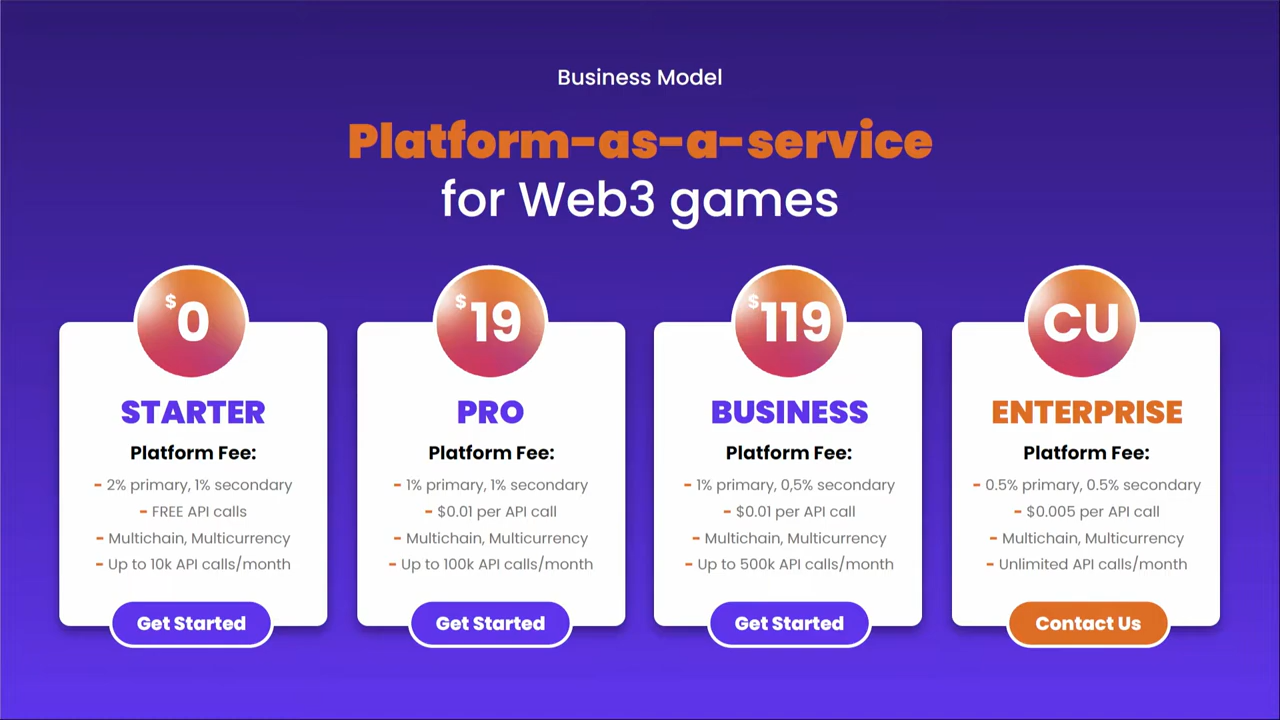 Business Model
Platform-as-a-service
for Web3 games
$0
STARTER
Platform Fee:
- 2% primary, 1% secondary
- FREE API calls
- Multichain, Multicurrency
- Up to 10k API calls/month
Get Started
$19
PRO
Platform Fee:
- 1% primary, 1% secondary
- $0.01 per API call
- Multichain, Multicurrency
- Up to 100k API calls/month
Get Started
$119
BUSINESS
Platform Fee:
- 1% primary, 0,5% secondary
- $0.01 per API call
- Multichain, Multicurrency
- Up to 500k API calls/month
Get Started
CU
ENTERPRISE
Platform Fee:
- 0.5% primary, 0.5% secondary
- $0.005 per API call
- Multichain, Multicurrency
- Unlimited API calls/month
Contact Us